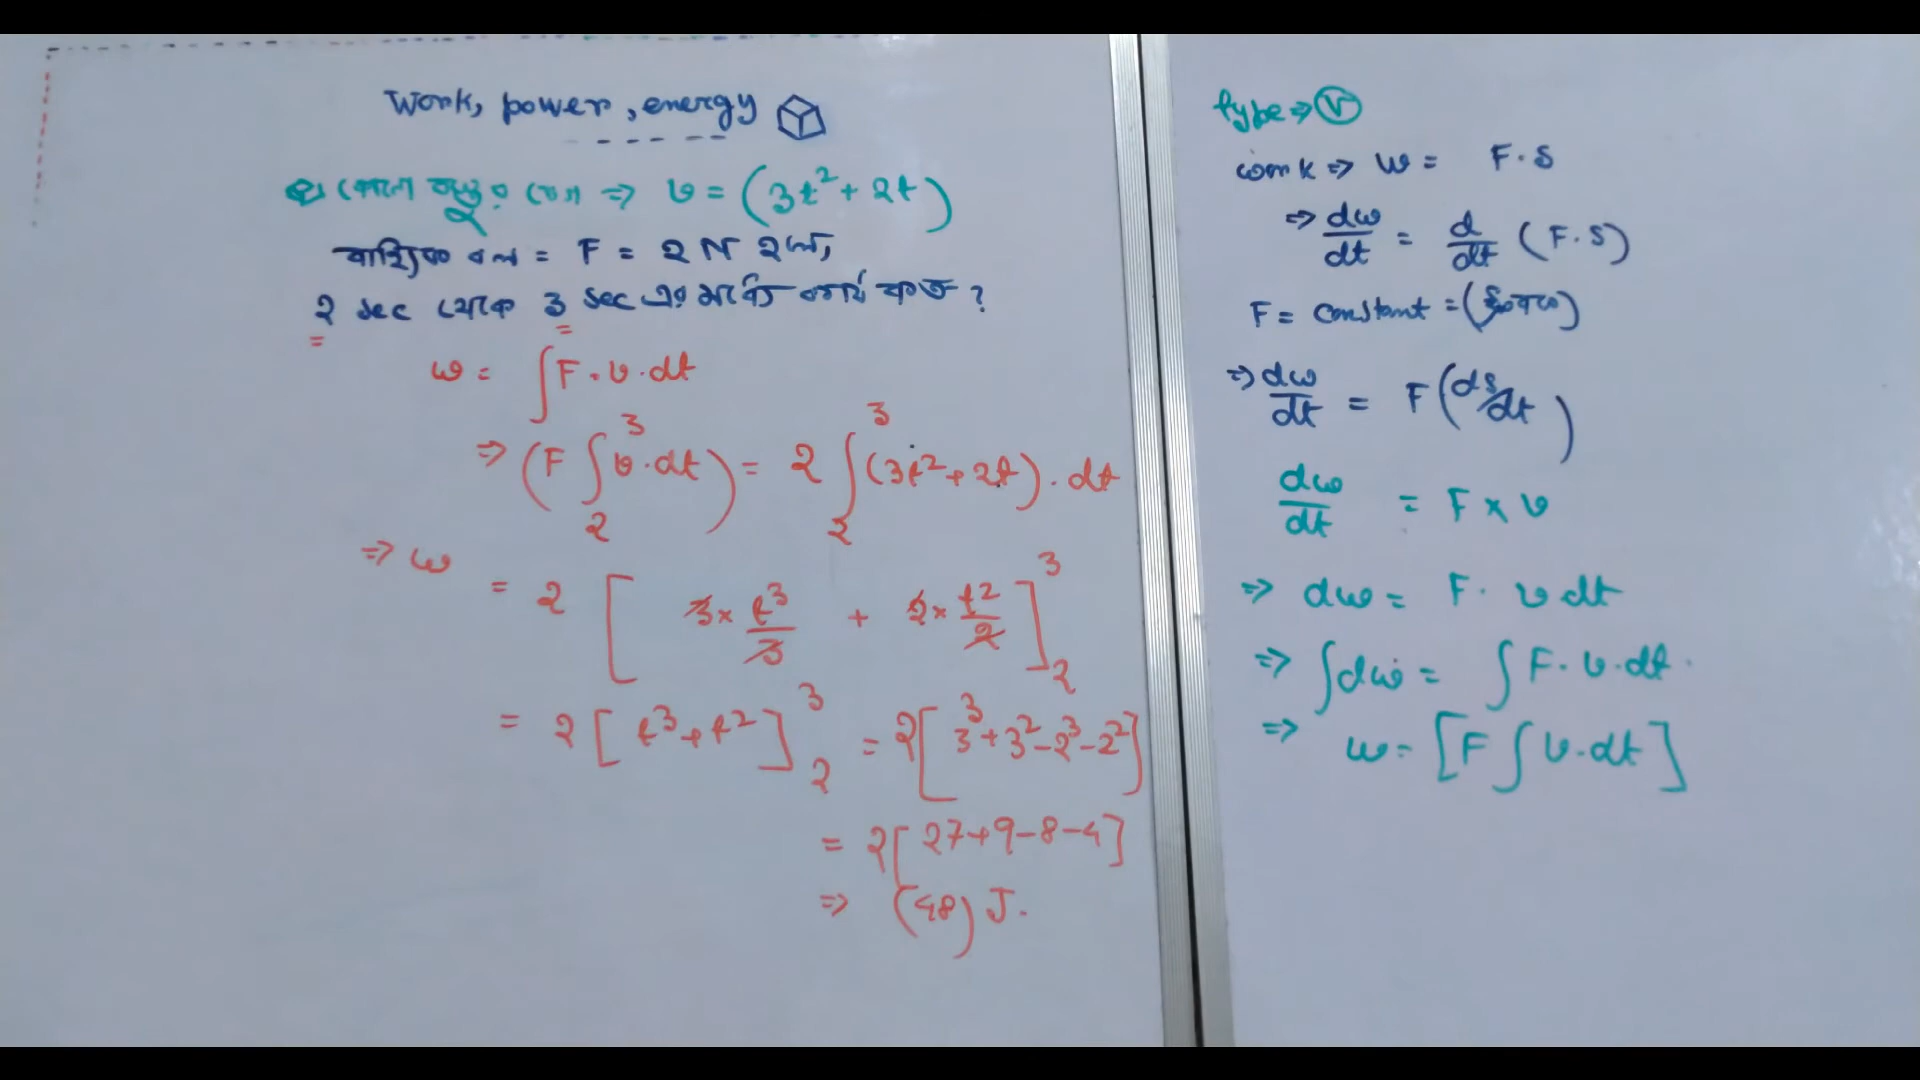 Work, power, energy
কোনো বস্তুর বেগ ⇒ v = (3t² + 2t)
বাহ্যিক বল = F = 2 N হলে,
2 sec থেকে 3 sec এর মধ্যে কার্য কত ?
w = ∫ F · v · dt
⇒ (F ∫₂³ v · dt) = 2 ∫₂³ (3t² + 2t) · dt
⇒ w = 2 [ 3 × t³/3 + 2 × t²/2 ]₂³
= 2 [ t³ + t² ]₂³ = 2[ 3³ + 3² - 2³ - 2² ]
= 2[ 27 + 9 - 8 - 4 ]
⇒ (48) J.
type ⇒ V
work ⇒ w = F · s
⇒ dw/dt = d/dt (F · s)
F = constant = (ধ্রুবক)
⇒ dw/dt = F (ds/dt)
dw/dt = F × v
⇒ dw = F · v dt
⇒ ∫ dw = ∫ F · v · dt
⇒ w = [F ∫ v · dt]